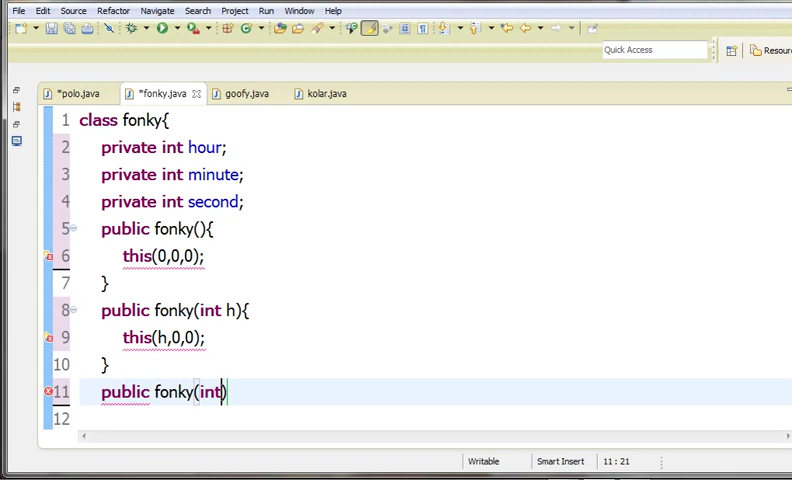 File Edit Source Refactor Navigate Search Project Run Window Help
Quick Access
Resour
*polo.java *fonky.java goofy.java kolar.java
1 class fonky{
2 private int hour;
3 private int minute;
4 private int second;
5 public fonky(){
6 this(0,0,0);
7 }
8 public fonky(int h){
9 this(h,0,0);
10 }
11 public fonky(int)
12
Writable Smart Insert 11 : 21